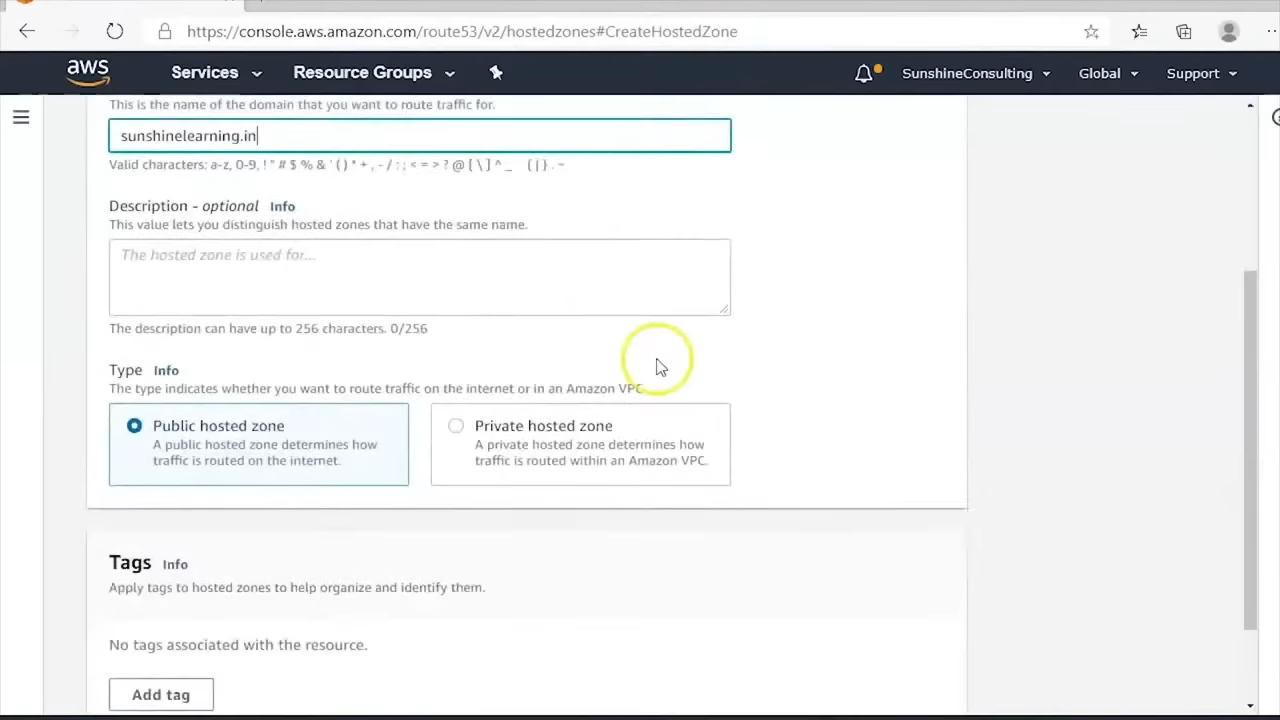 https://console.aws.amazon.com/route53/v2/hostedzones#CreateHostedZone
aws Services Resource Groups SunshineConsulting Global Support
This is the name of the domain that you want to route traffic for.
sunshinelearning.in
Valid characters: a-z, 0-9, ! " # $ % & ' ( ) * + , - / : ; < = > ? @ [ \ ] ^ _ { | } . ~
Description - optional Info
This value lets you distinguish hosted zones that have the same name.
The hosted zone is used for...
The description can have up to 256 characters. 0/256
Type Info
The type indicates whether you want to route traffic on the internet or in an Amazon VPC.
Public hosted zone
A public hosted zone determines how
traffic is routed on the internet.
Private hosted zone
A private hosted zone determines how
traffic is routed within an Amazon VPC.
Tags Info
Apply tags to hosted zones to help organize and identify them.
No tags associated with the resource.
Add tag